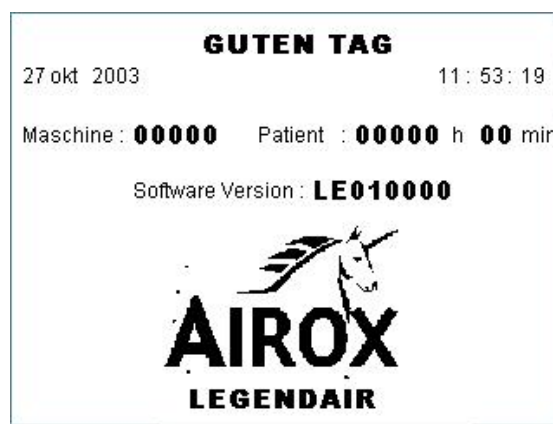 GUTEN TAG
27 okt 2003 11: 53: 19
Maschine : 00000 Patient : 00000 h 00 min
Software Version : LE010000
AIROX
LEGENDAIR